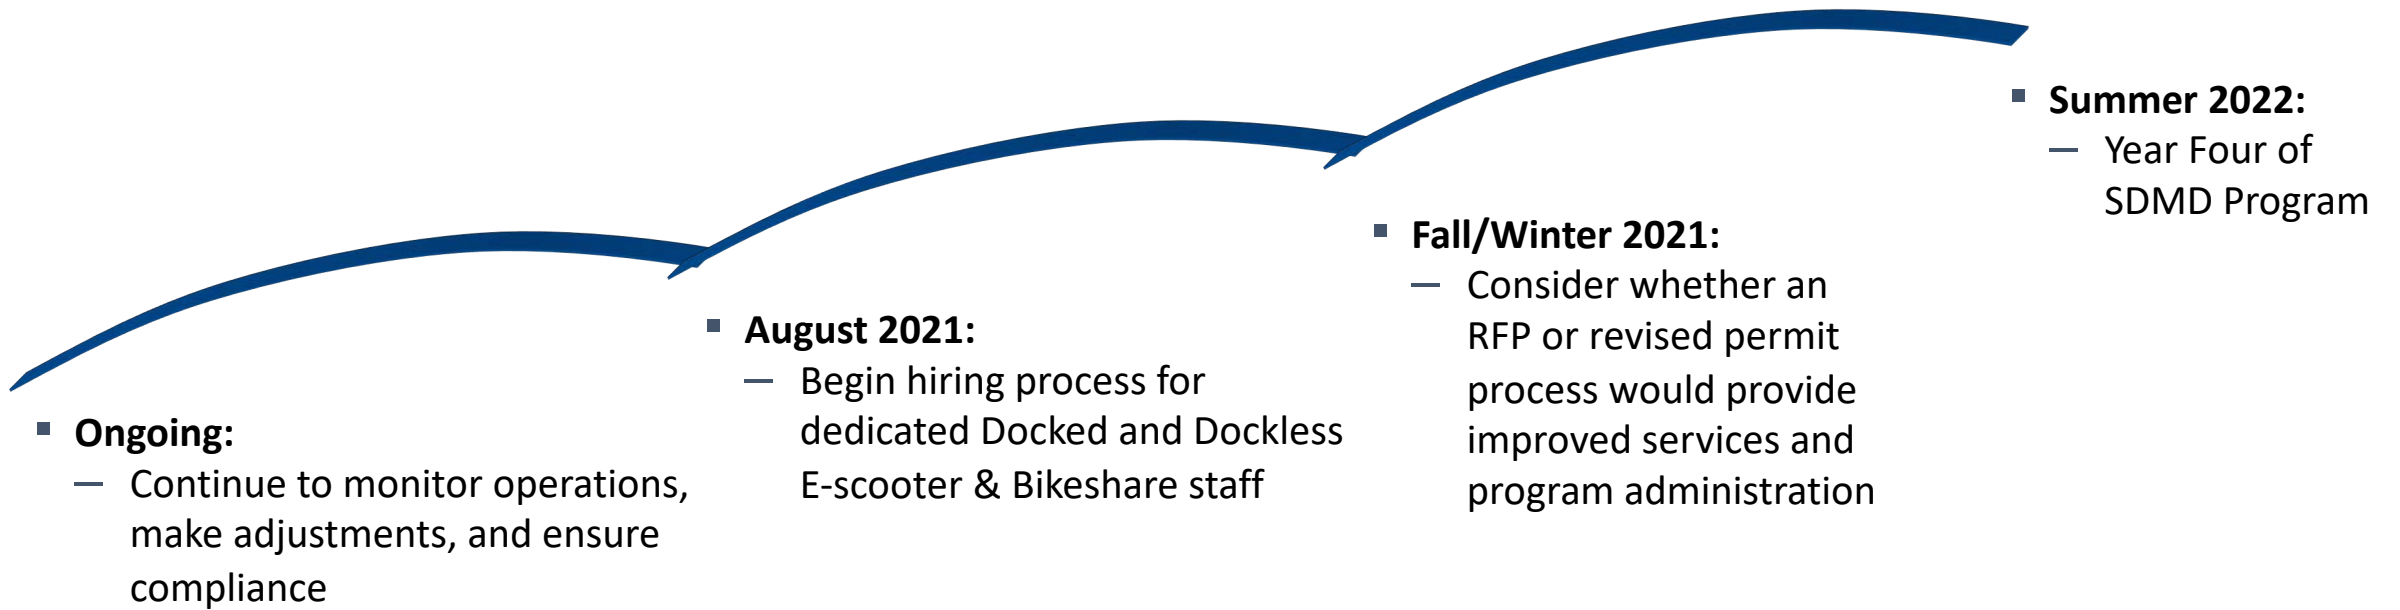 Ongoing:
Continue to monitor operations,
make adjustments, and ensure
compliance
August 2021:
Begin hiring process for
dedicated Docked and Dockless
E-scooter & Bikeshare staff
Fall/Winter 2021:
Consider whether an
RFP or revised permit
process would provide
improved services and
program administration
Summer 2022:
Year Four of
SDMD Program